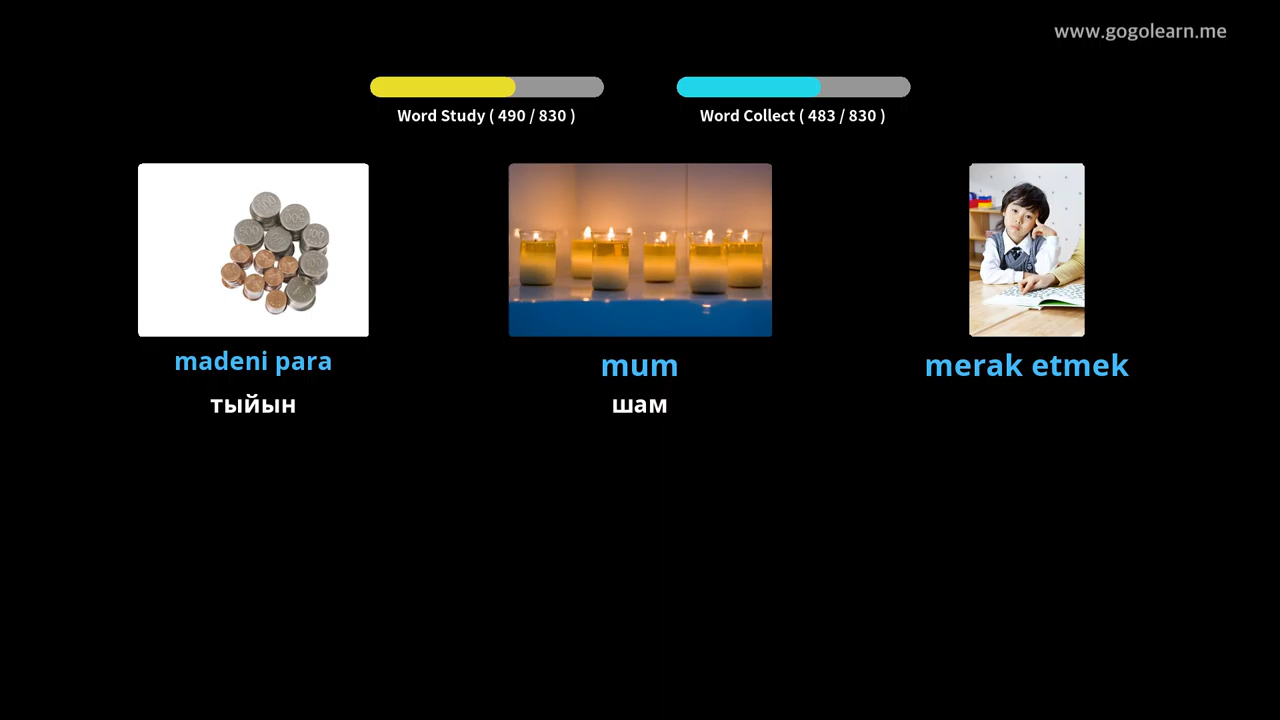 www.gogolearn.me
Word Study ( 490 / 830 )
Word Collect ( 483 / 830 )
madeni para
mum
merak etmek
тыйын
шам